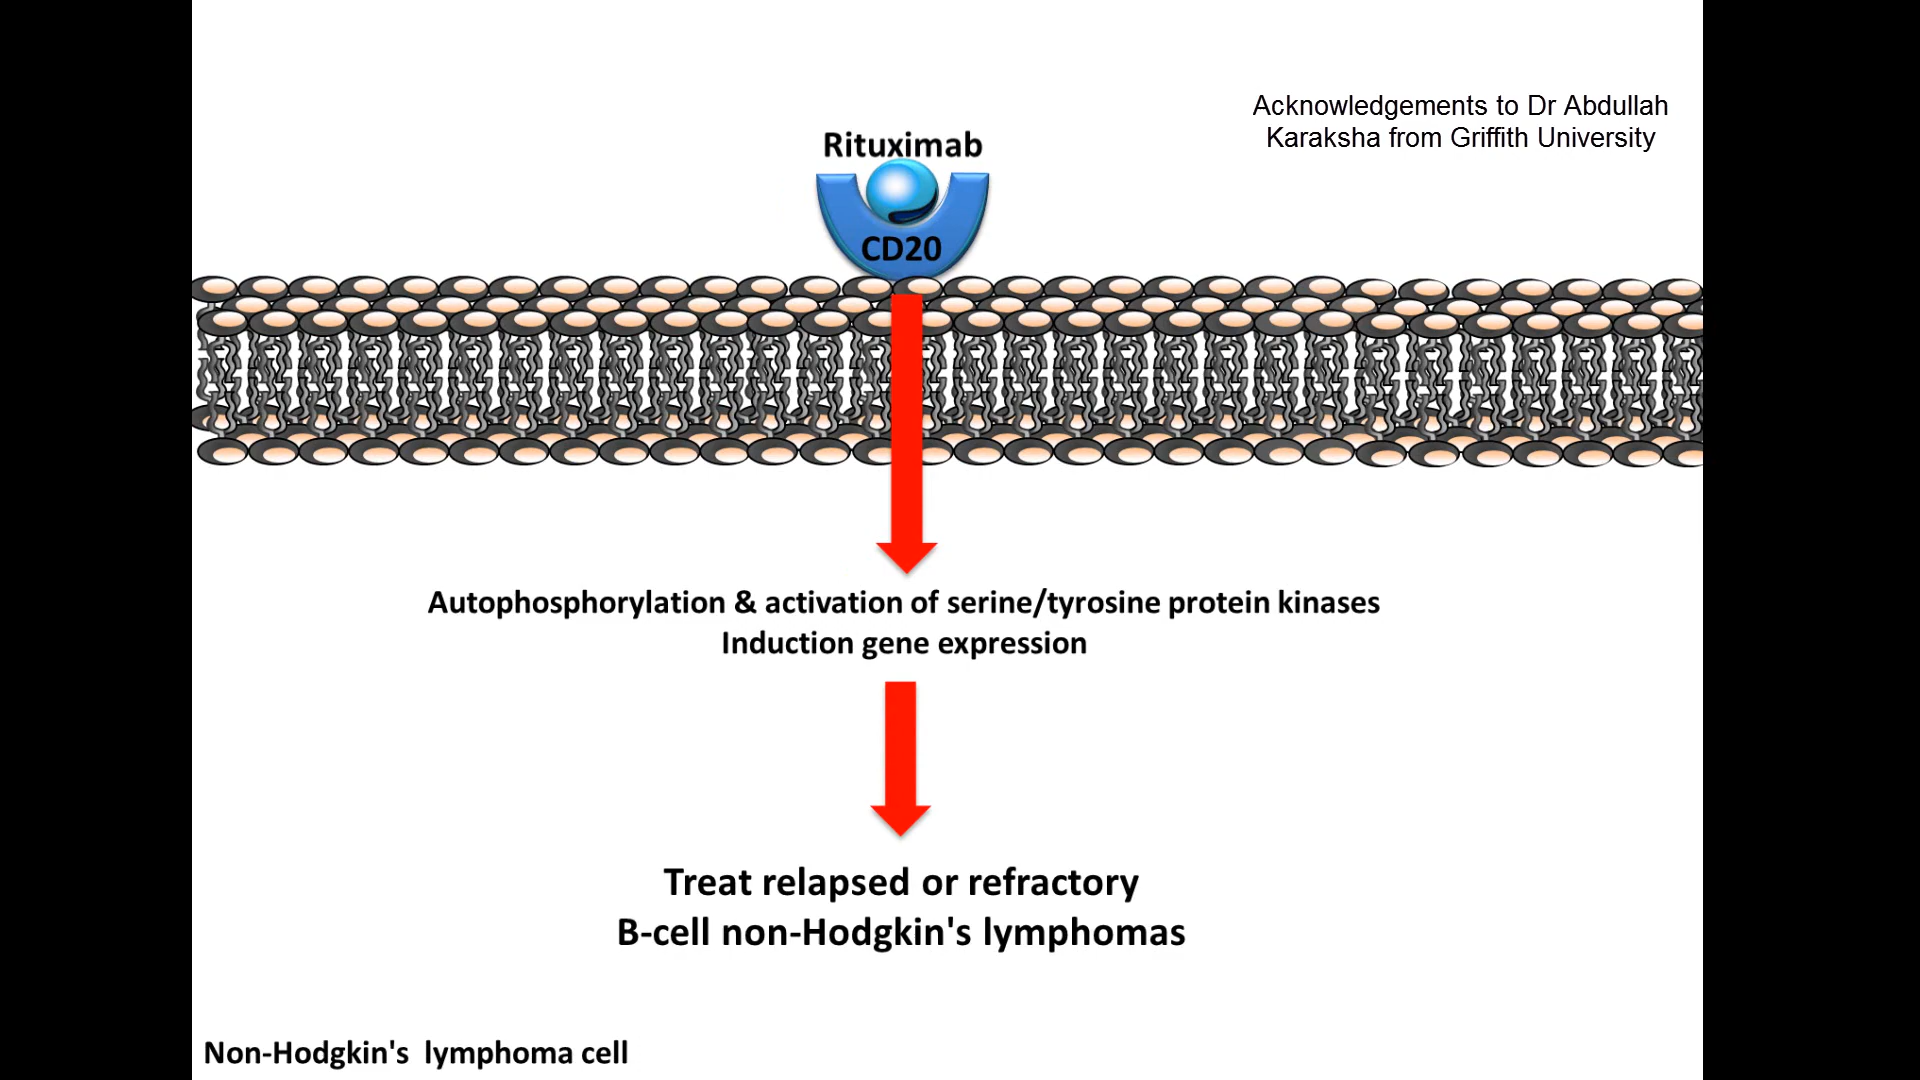 Acknowledgements to Dr Abdullah
Karaksha from Griffith University
Rituximab
CD20
Autophosphorylation & activation of serine/tyrosine protein kinases
Induction gene expression
Treat relapsed or refractory
B-cell non-Hodgkin's lymphomas
Non-Hodgkin's  lymphoma cell